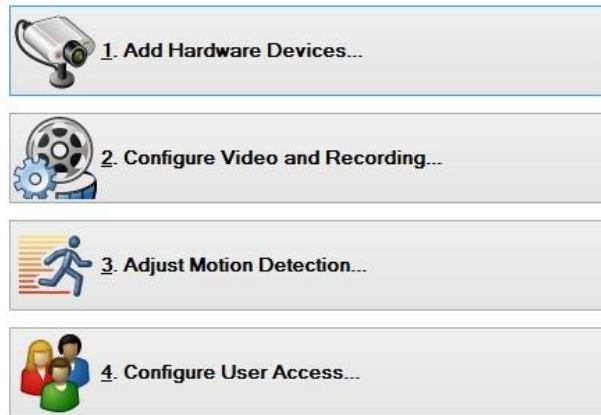 1. Add Hardware Devices...
2. Configure Video and Recording...
3. Adjust Motion Detection...
4. Configure User Access...